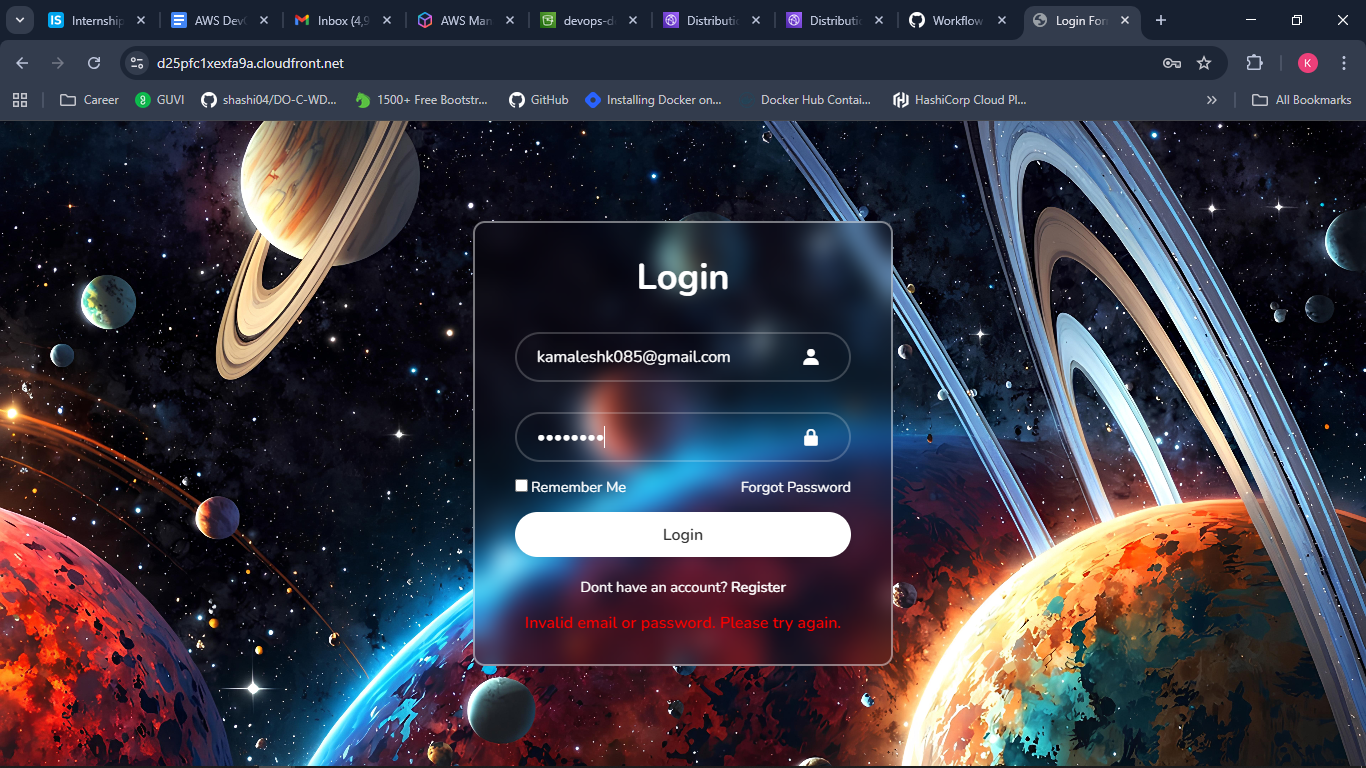 Internship
AWS Dev
Inbox (4,9
AWS Man
devops-d
Distributio
Distributio
Workflow
Login For
d25pfc1xexfa9a.cloudfront.net
K
Career
GUVI
shashi04/DO-C-WD...
1500+ Free Bootstr...
GitHub
Installing Docker on...
Docker Hub Contai...
HashiCorp Cloud Pl...
All Bookmarks
Login
kamaleshk085@gmail.com
••••••••
Remember Me
Forgot Password
Login
Dont have an account? Register
Invalid email or password. Please try again.